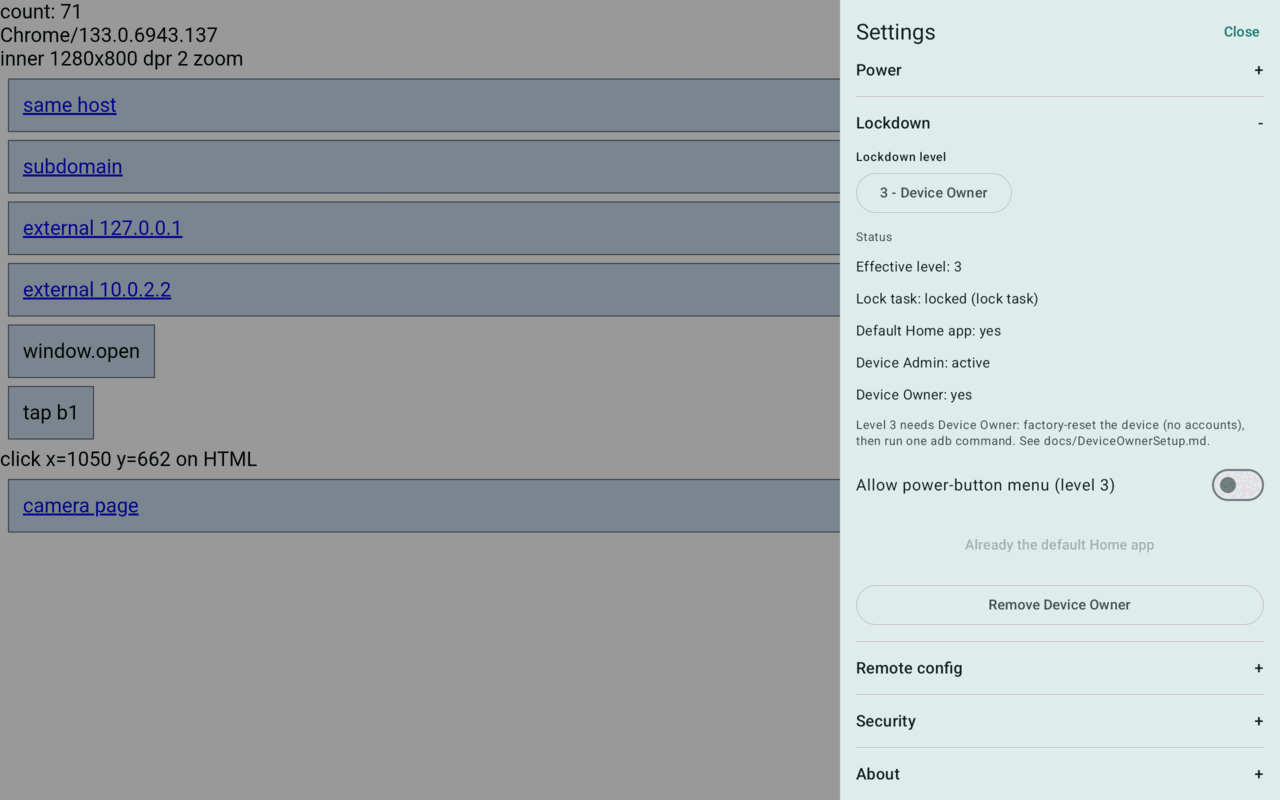 count: 71
Chrome/133.0.6943.137
inner 1280x800 dpr 2 zoom
same host
subdomain
external 127.0.0.1
external 10.0.2.2
window.open
tap b1
click x=1050 y=662 on HTML
camera page
Settings
Close
Power +
Lockdown -
Lockdown level
3 - Device Owner
Status
Effective level: 3
Lock task: locked (lock task)
Default Home app: yes
Device Admin: active
Device Owner: yes
Level 3 needs Device Owner: factory-reset the device (no accounts),
then run one adb command. See docs/DeviceOwnerSetup.md.
Allow power-button menu (level 3)
Already the default Home app
Remove Device Owner
Remote config +
Security +
About +